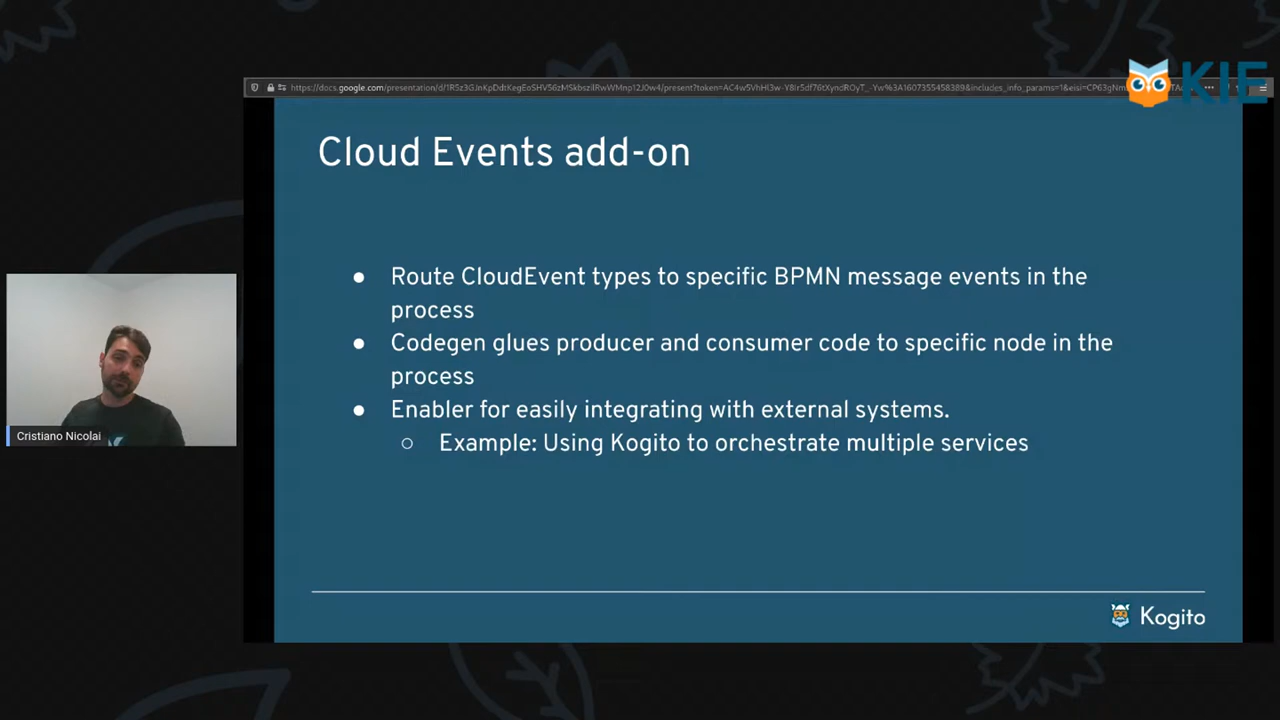 KIE
Cloud Events add-on
● Route CloudEvent types to specific BPMN message events in the
process
● Codegen glues producer and consumer code to specific node in the
process
● Enabler for easily integrating with external systems.
○ Example: Using Kogito to orchestrate multiple services
Cristiano Nicolai
Kogito